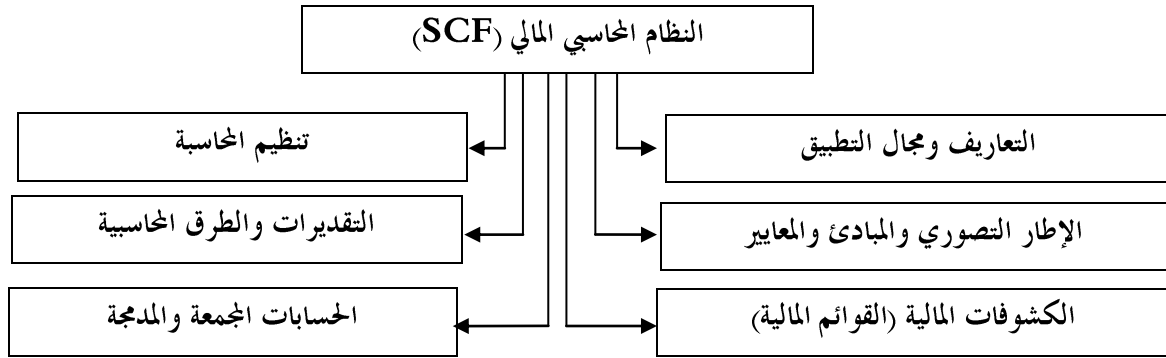 النظام المحاسبي المالي (SCF)
التعاريف ومجال التطبيق
تنظيم المحاسبة
الإطار التصوري والمبادئ والمعايير
التقديرات والطرق المحاسبية
الكشوفات المالية (القوائم المالية)
الحسابات المجمعة والمدمجة